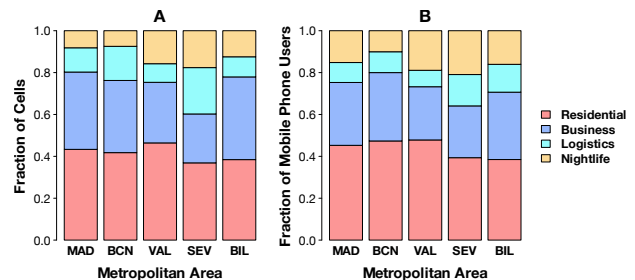 A
B
Fraction of Cells
1.0
0.8
0.6
0.4
0.2
0.0
MAD BCN VAL SEV BIL
Metropolitan Area
Fraction of Mobile Phone Users
1.0
0.8
0.6
0.4
0.2
0.0
MAD BCN VAL SEV BIL
Metropolitan Area
Residential
Business
Logistics
Nightlife